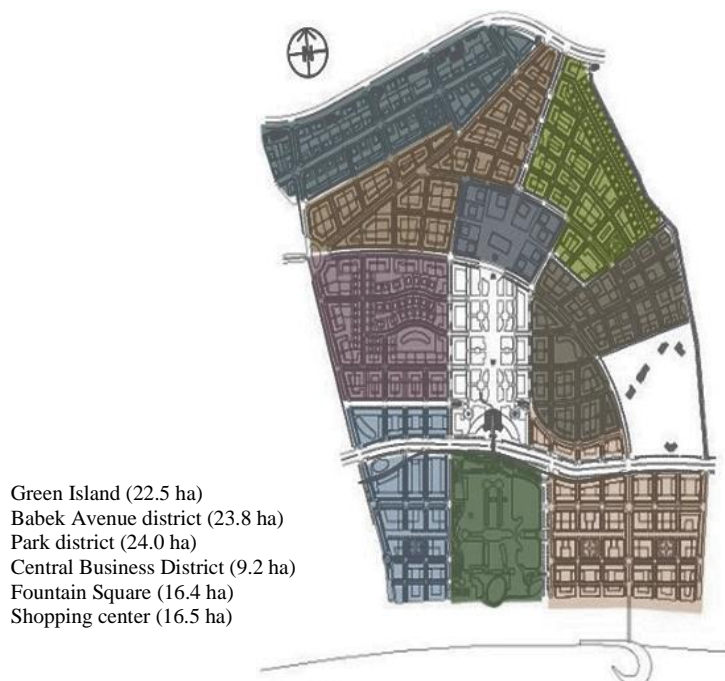 Green Island (22.5 ha)
Babek Avenue district (23.8 ha)
Park district (24.0 ha)
Central Business District (9.2 ha)
Fountain Square (16.4 ha)
Shopping center (16.5 ha)